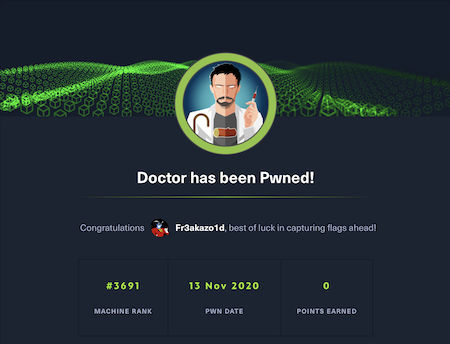 Doctor has been Pwned!
Congratulations Fr3akazo1d, best of luck in capturing flags ahead!
#3691 13 Nov 2020 0
MACHINE RANK PWN DATE POINTS EARNED